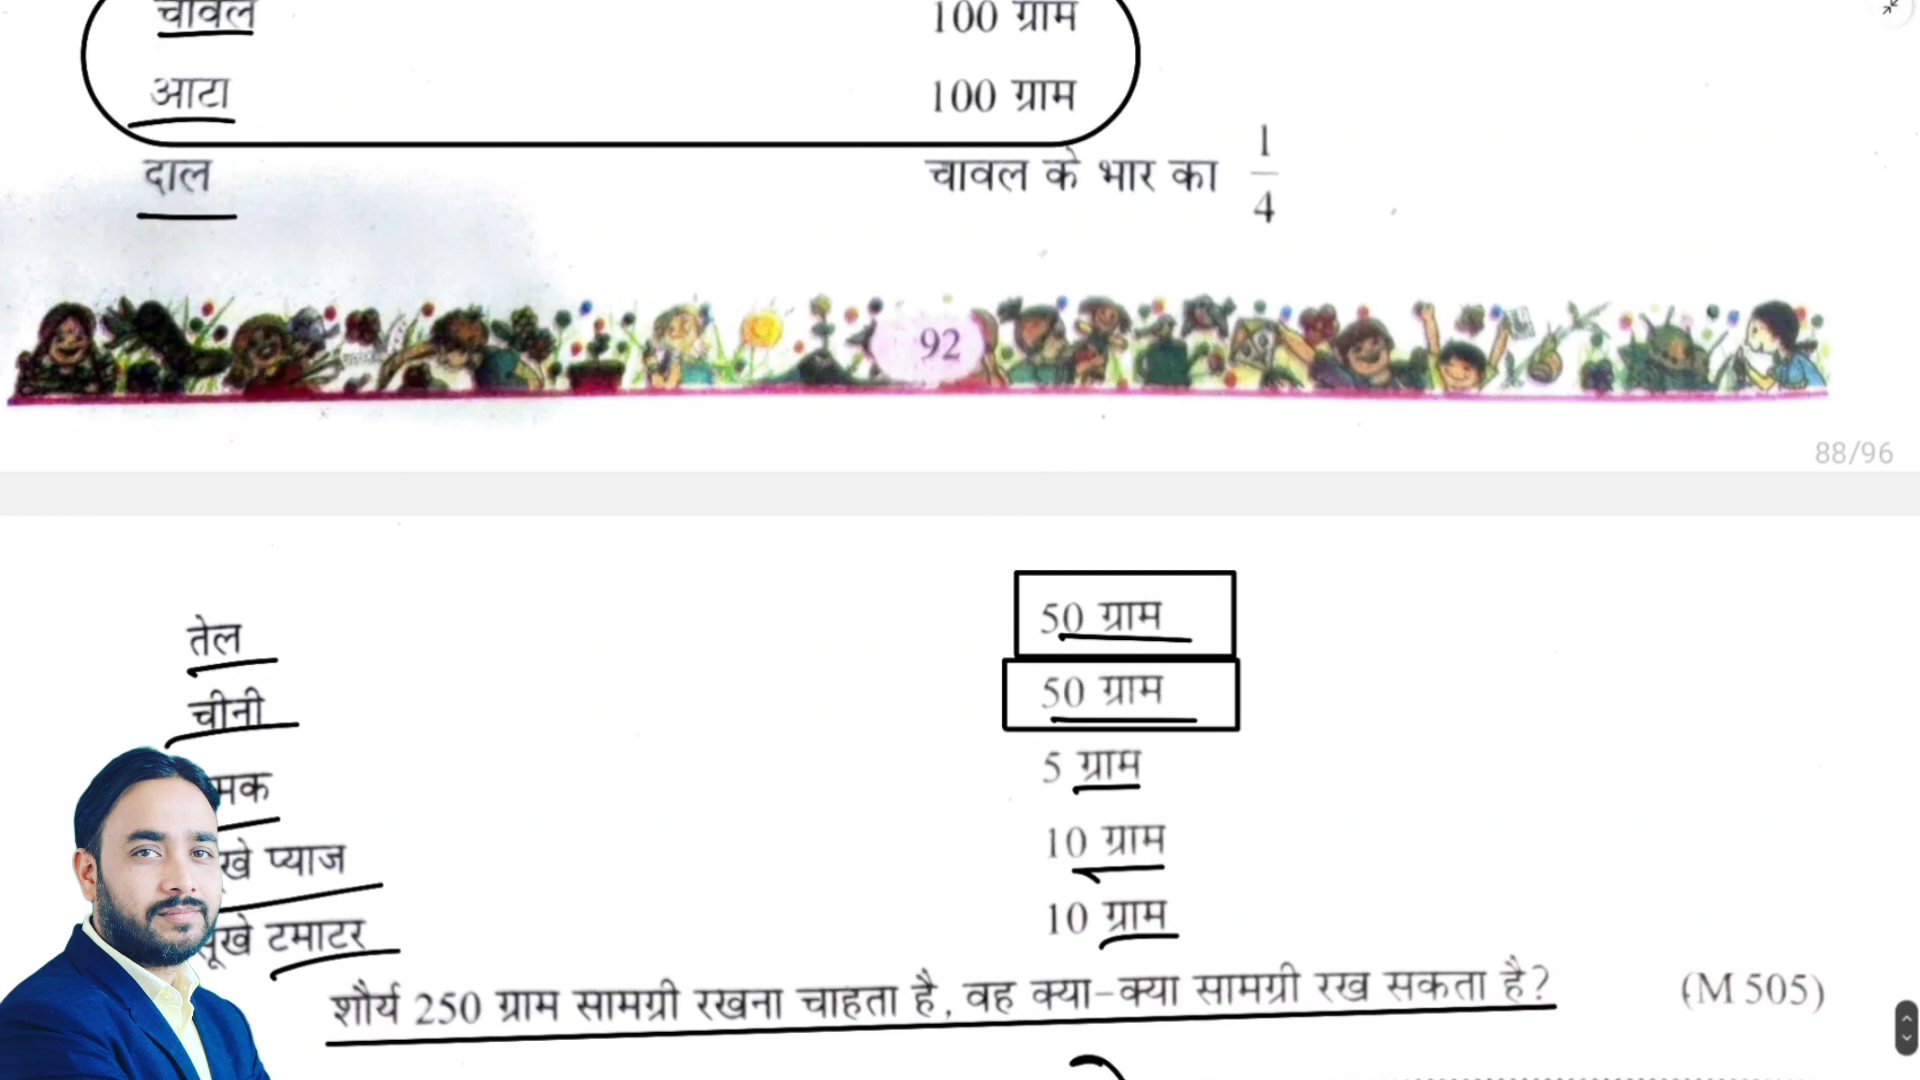 चावल 100 ग्राम
आटा 100 ग्राम
दाल चावल के भार का 1/4
92
88/96
तेल 50 ग्राम
चीनी 50 ग्राम
मक 5 ग्राम
खे प्याज 10 ग्राम
सूखे टमाटर 10 ग्राम
शौर्य 250 ग्राम सामग्री रखना चाहता है, वह क्या-क्या सामग्री रख सकता है? (M 505)